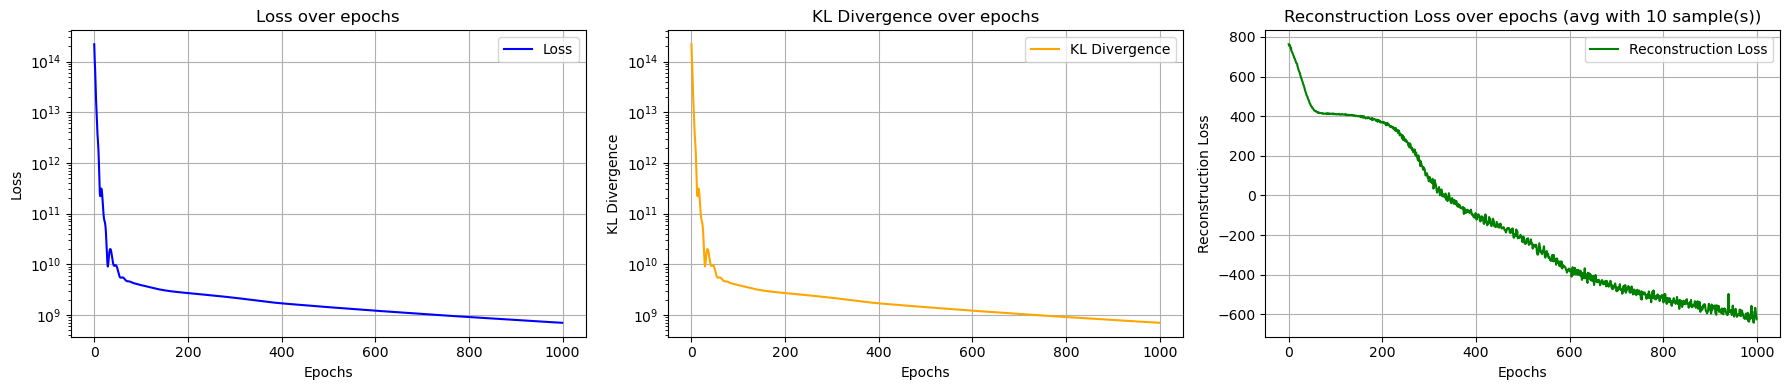 Loss over epochs
Loss
10^14
10^13
10^12
10^11
10^10
10^9
Loss
0 200 400 600 800 1000
Epochs
KL Divergence over epochs
KL Divergence
10^14
10^13
10^12
10^11
10^10
10^9
KL Divergence
0 200 400 600 800 1000
Epochs
Reconstruction Loss over epochs (avg with 10 sample(s))
Reconstruction Loss
800
600
400
200
0
−200
−400
−600
Reconstruction Loss
0 200 400 600 800 1000
Epochs